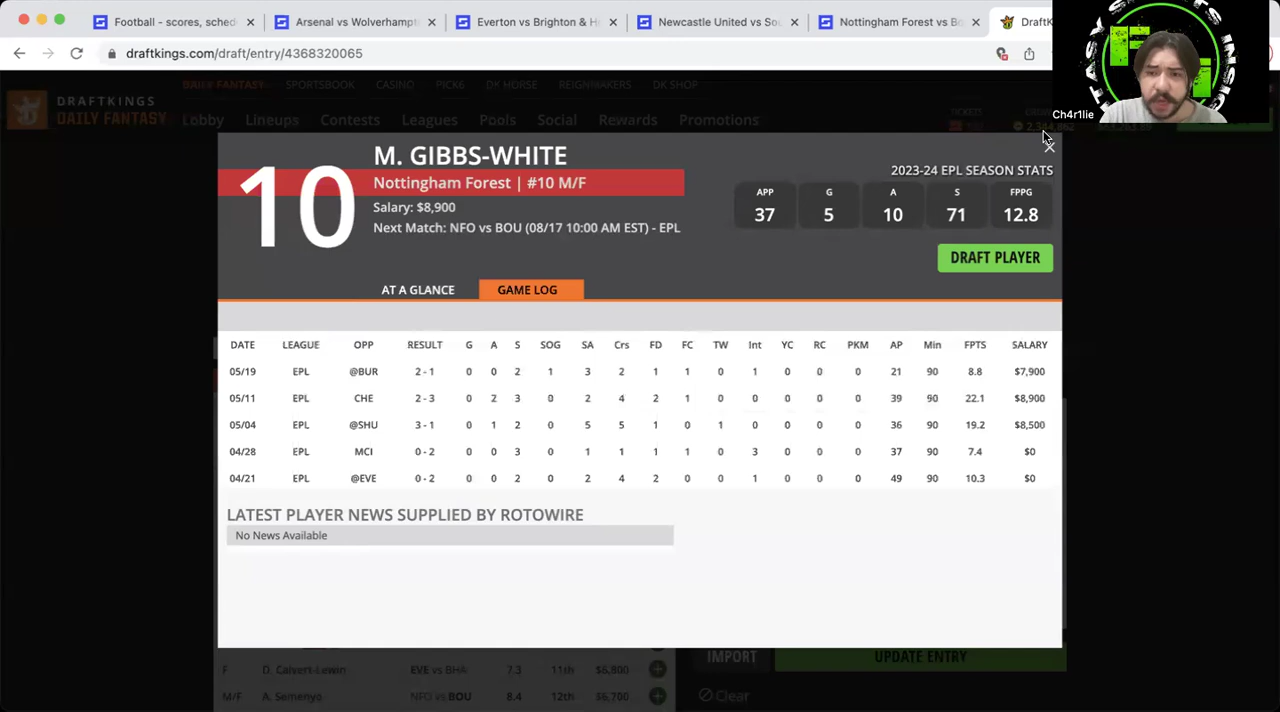 Football - scores, sched
Arsenal vs Wolverhampt
Everton vs Brighton & H
Newcastle United vs So
Nottingham Forest vs Bo
DraftK
draftkings.com/draft/entry/4368320065
Ch4r1lie
DAILY FANTASY SPORTSBOOK CASINO PICK6 DK HORSE REIGNMAKERS DK SHOP
DRAFTKINGS
DAILY FANTASY
Lobby Lineups Contests Leagues Pools Social Rewards Promotions
TICKETS
10
M. GIBBS-WHITE
Nottingham Forest | #10 M/F
Salary: $8,900
Next Match: NFO vs BOU (08/17 10:00 AM EST) - EPL
2023-24 EPL SEASON STATS
APP G A S FPPG
37 5 10 71 12.8
DRAFT PLAYER
AT A GLANCE GAME LOG
DATE LEAGUE OPP RESULT G A S SOG SA Crs FD FC TW Int YC RC PKM AP Min FPTS SALARY
05/19 EPL @BUR 2 - 1 0 0 2 1 3 2 1 1 0 1 0 0 0 21 90 8.8 $7,900
05/11 EPL CHE 2 - 3 0 2 3 0 2 4 2 1 0 0 0 0 0 39 90 22.1 $8,900
05/04 EPL @SHU 3 - 1 0 1 2 0 5 5 1 0 1 0 0 0 0 36 90 19.2 $8,500
04/28 EPL MCI 0 - 2 0 0 3 0 1 1 1 1 0 3 0 0 0 37 90 7.4 $0
04/21 EPL @EVE 0 - 2 0 0 2 0 2 4 2 0 0 1 0 0 0 49 90 10.3 $0
LATEST PLAYER NEWS SUPPLIED BY ROTOWIRE
No News Available
F D. Calvert-Lewin EVE vs BHA 7.3 11th $6,800
M/F A. Semenyo NFO vs BOU 8.4 12th $6,700
IMPORT UPDATE ENTRY
Clear